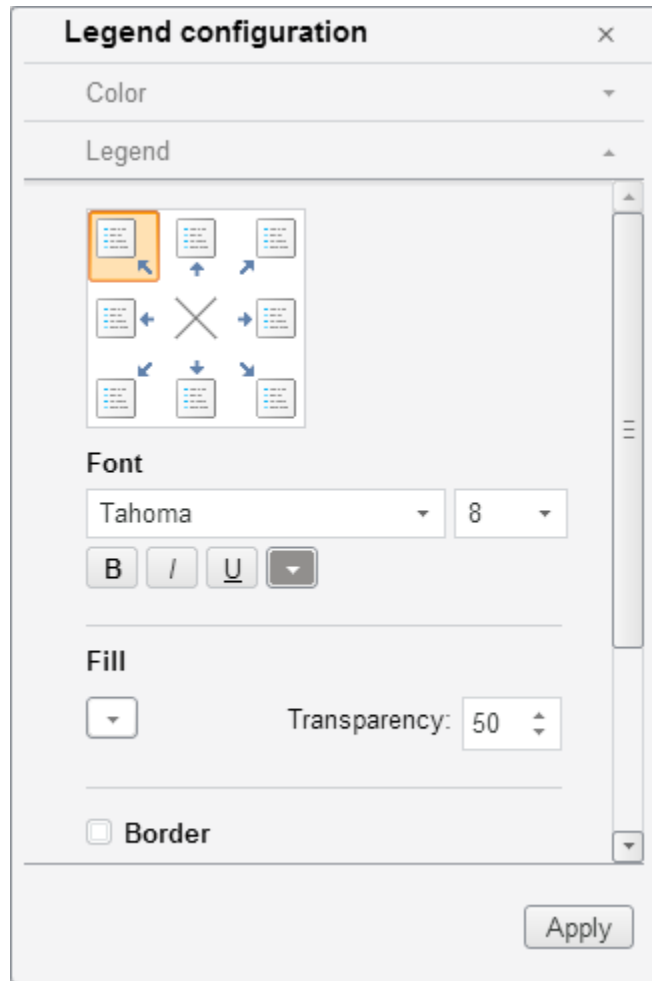 Legend configuration
Color
Legend
Font
Tahoma 8
B I U
Fill
Transparency: 50
Border
Apply